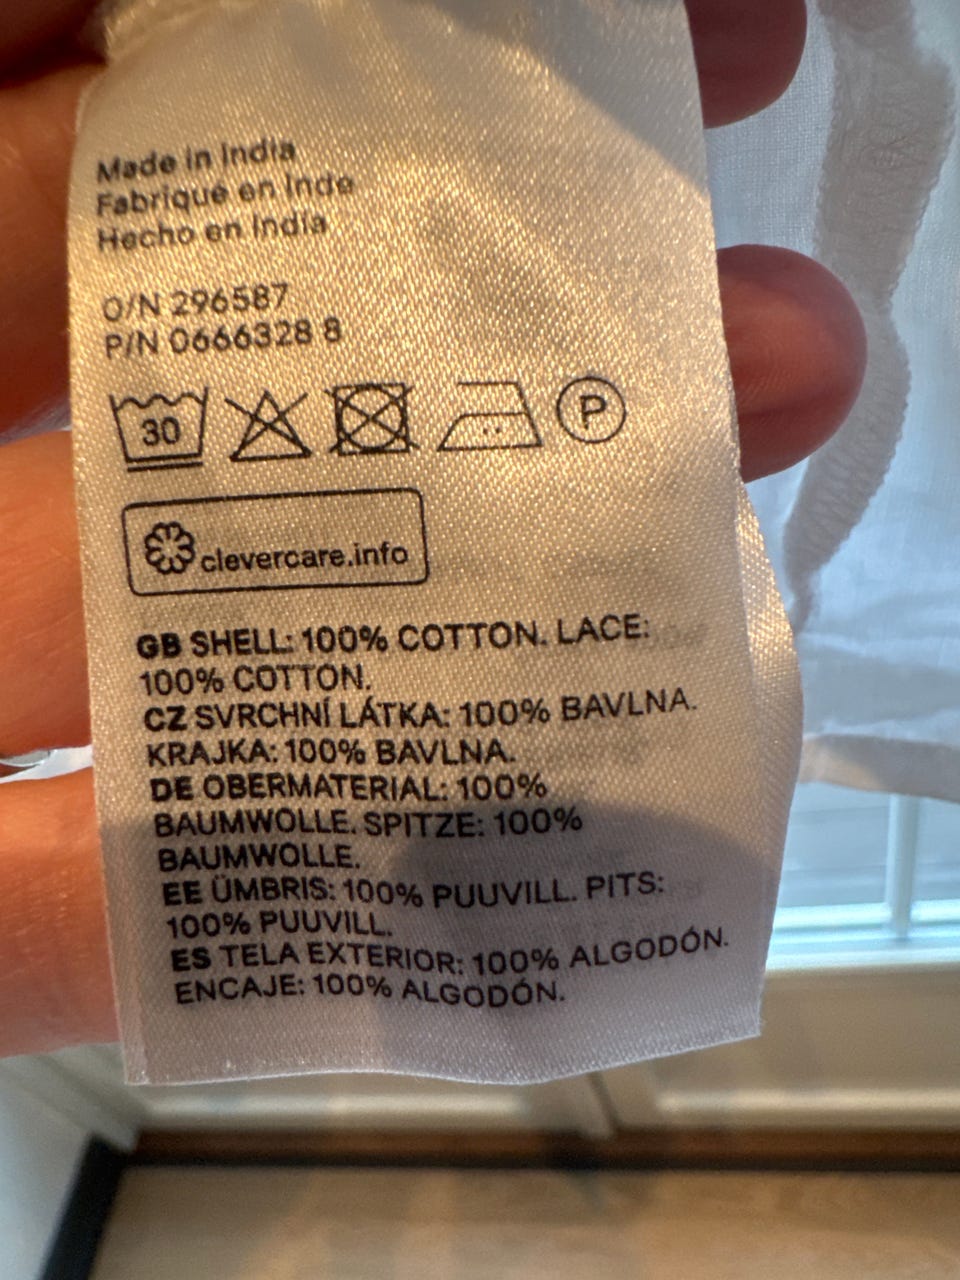 Made in India
Fabriqué en Inde
Hecho en India
O/N 296587
P/N 0666328 8
30 P
clevercare.info
GB SHELL: 100% COTTON. LACE:
100% COTTON.
CZ SVRCHNÍ LÁTKA: 100% BAVLNA.
KRAJKA: 100% BAVLNA.
DE OBERMATERIAL: 100%
BAUMWOLLE. SPITZE: 100%
BAUMWOLLE.
EE ÜMBRIS: 100% PUUVILL. PITS:
100% PUUVILL.
ES TELA EXTERIOR: 100% ALGODÓN.
ENCAJE: 100% ALGODÓN.